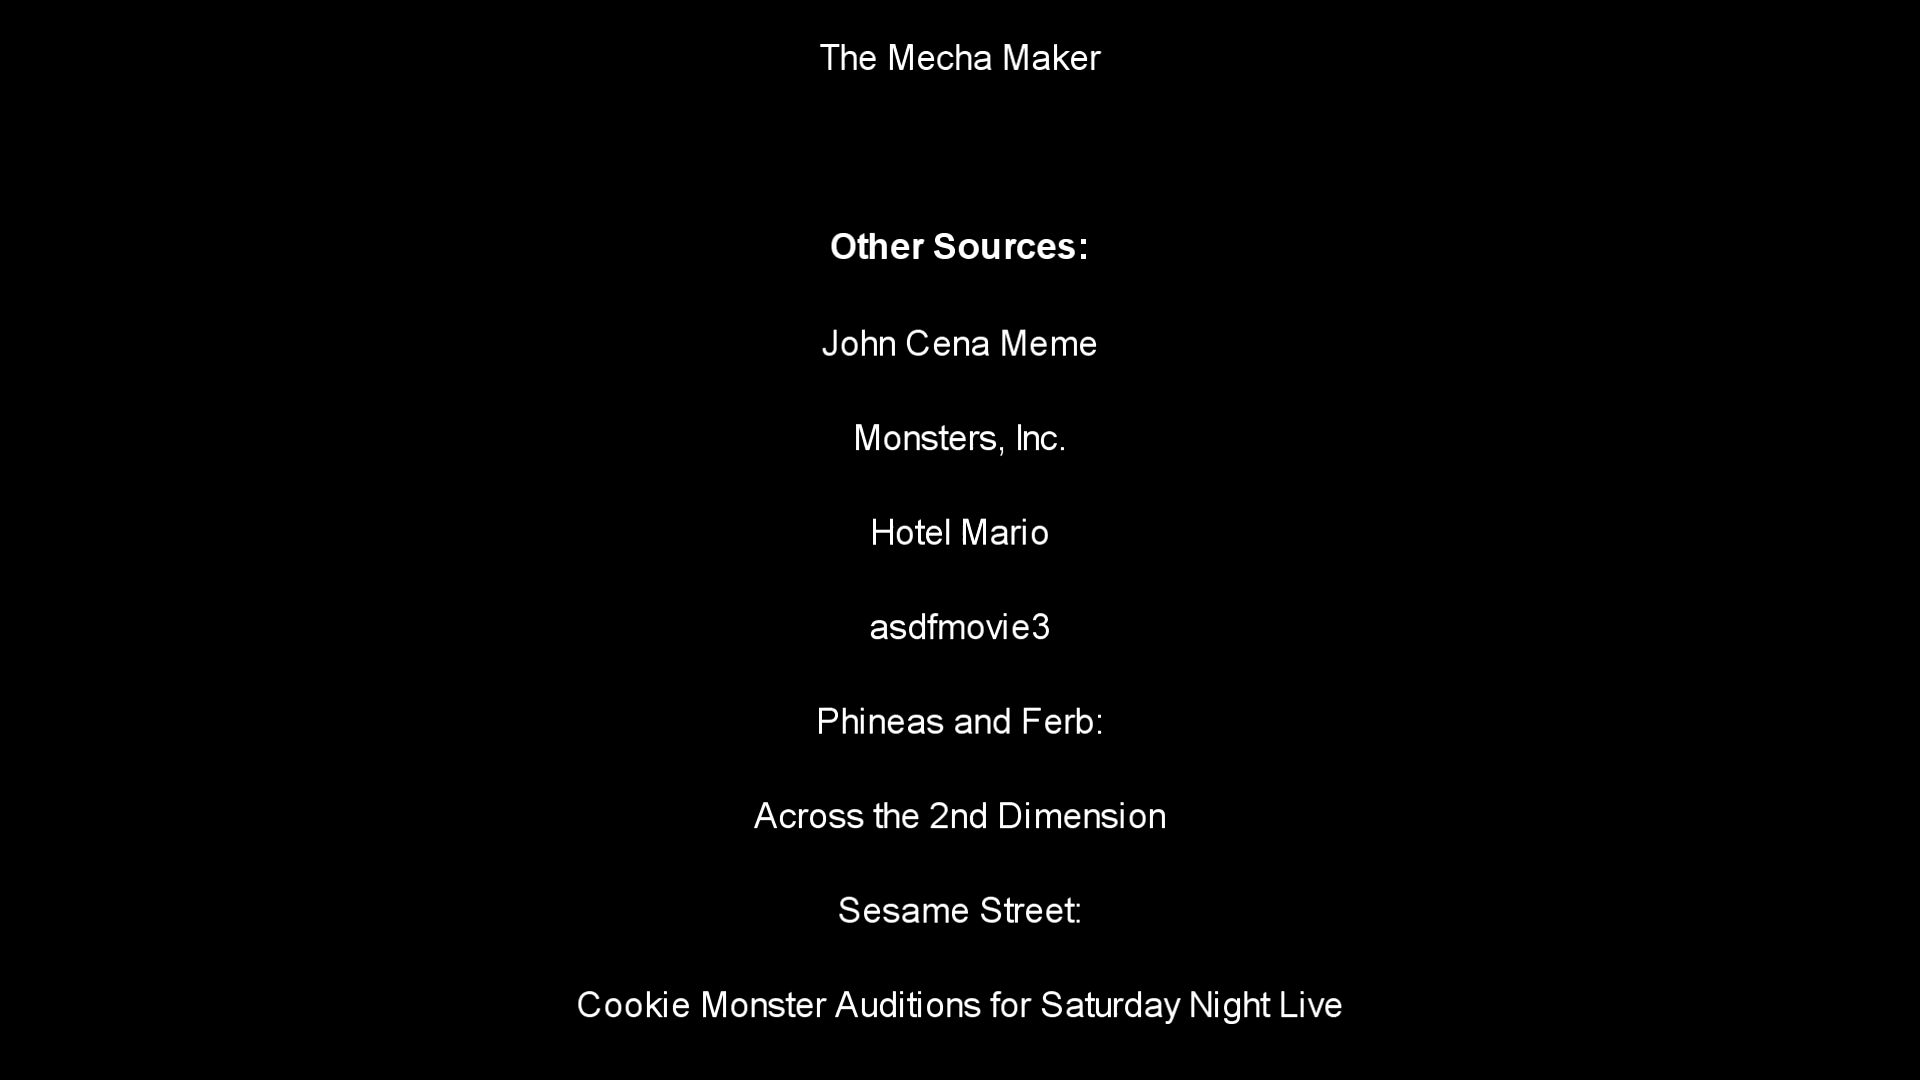 The Mecha Maker
Other Sources:
John Cena Meme
Monsters, Inc.
Hotel Mario
asdfmovie3
Phineas and Ferb:
Across the 2nd Dimension
Sesame Street:
Cookie Monster Auditions for Saturday Night Live